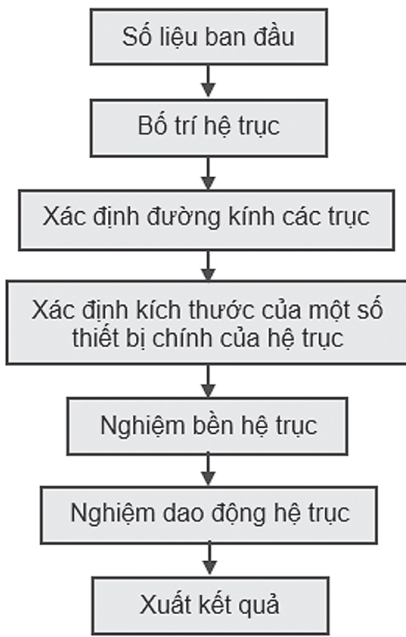 Số liệu ban đầu
Bố trí hệ trục
Xác định đường kính các trục
Xác định kích thước của một số
thiết bị chính của hệ trục
Nghiệm bền hệ trục
Nghiệm dao động hệ trục
Xuất kết quả